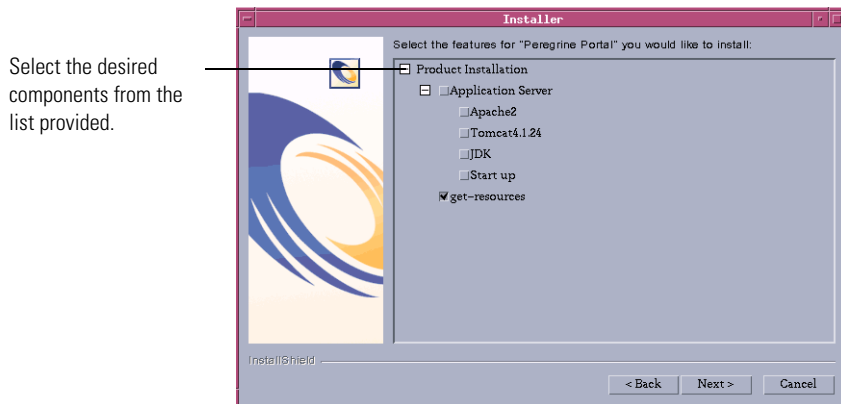 Installer
Select the features for "Peregrine Portal" you would like to install:
Select the desired
components from the
list provided.
Product Installation
Application Server
Apache2
Tomcat4.1.24
JDK
Start up
get-resources
InstallShield
< Back
Next >
Cancel